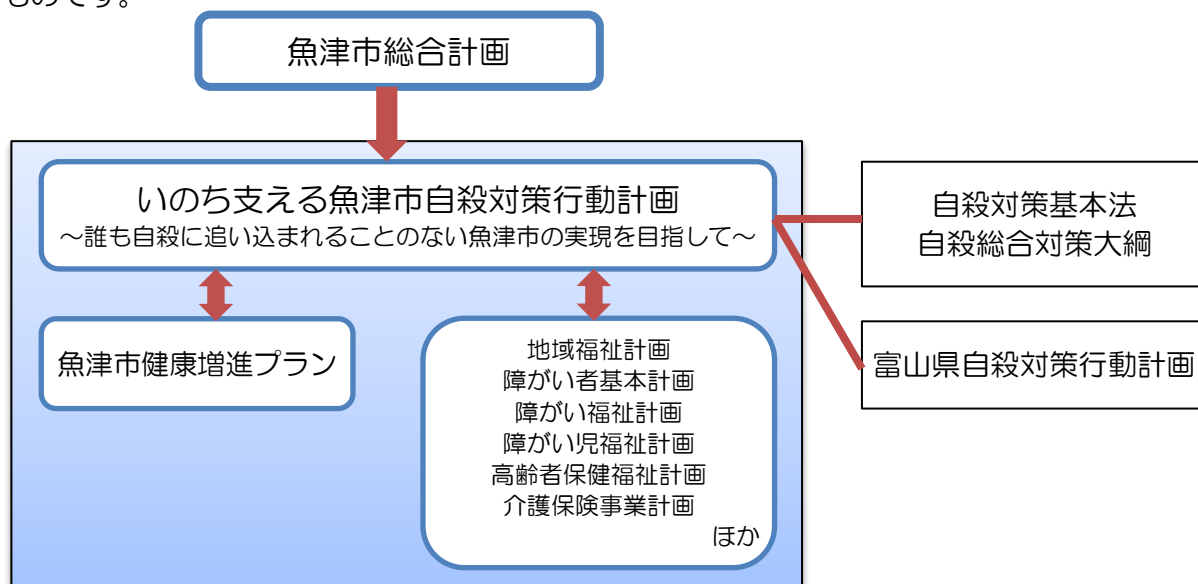 ものです。
魚津市総合計画
いのち支える魚津市自殺対策行動計画
～誰も自殺に追い込まれることのない魚津市の実現を目指して～
自殺対策基本法
自殺総合対策大綱
魚津市健康増進プラン
地域福祉計画
障がい者基本計画
障がい福祉計画
障がい児福祉計画
高齢者保健福祉計画
介護保険事業計画
ほか
富山県自殺対策行動計画